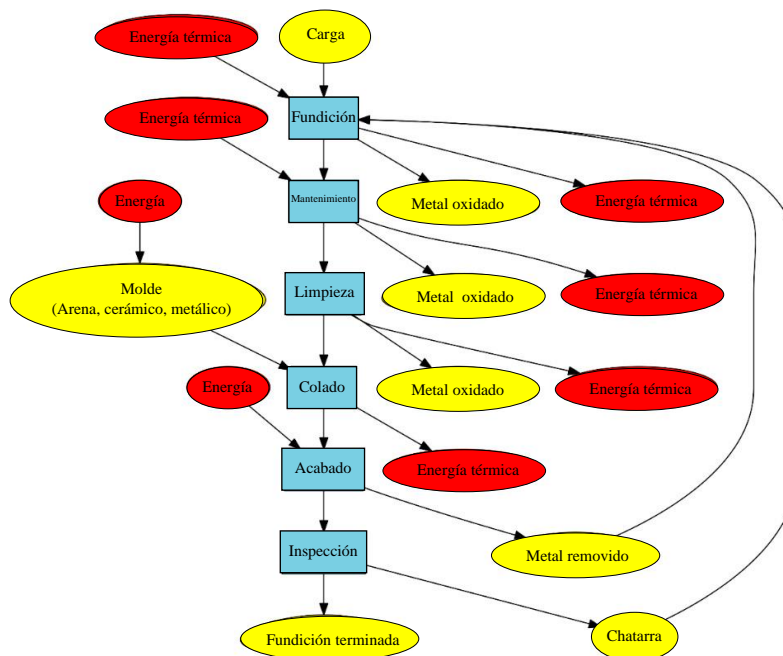 Energía térmica
Carga
Energía térmica
Fundición
Mantenimiento
Energía
Metal oxidado
Energía térmica
Molde
(Arena, cerámico, metálico)
Limpieza
Metal oxidado
Energía térmica
Energía
Colado
Metal oxidado
Energía térmica
Acabado
Energía térmica
Inspección
Metal removido
Fundición terminada
Chatarra